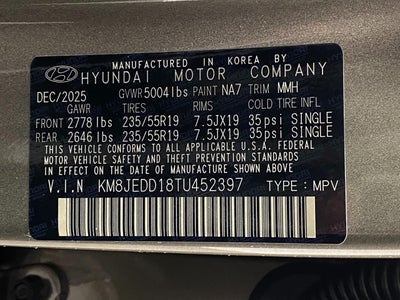 MANUFACTURED IN KOREA BY
HYUNDAI MOTOR COMPANY
DEC/2025 GVWR 5004 lbs PAINT NA7 TRIM MMH
GAWR TIRES RIMS COLD TIRE INFL
FRONT 2778 lbs 235/55R19 7.5JX19 35psi SINGLE
REAR 2646 lbs 235/55R19 7.5JX19 35psi SINGLE
THIS VEHICLE CONFORMS TO ALL
APPLICABLE U.S.A. FEDERAL
MOTOR VEHICLE SAFETY STANDARDS
IN EFFECT ON THE DATE OF
MANUFACTURE SHOWN ABOVE
V.I.N KM8JEDD18TU452397 TYPE : MPV